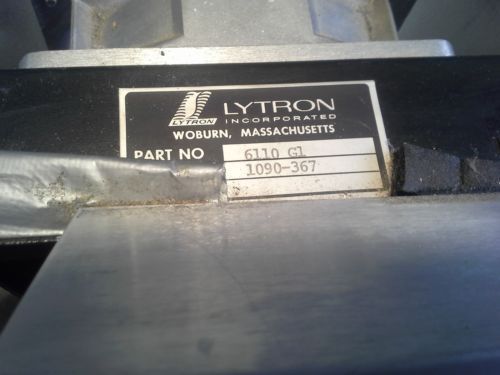 LYTRON
LYTRON
INCORPORATED
WOBURN, MASSACHUSETTS
PART NO 6110 G1
1090-367